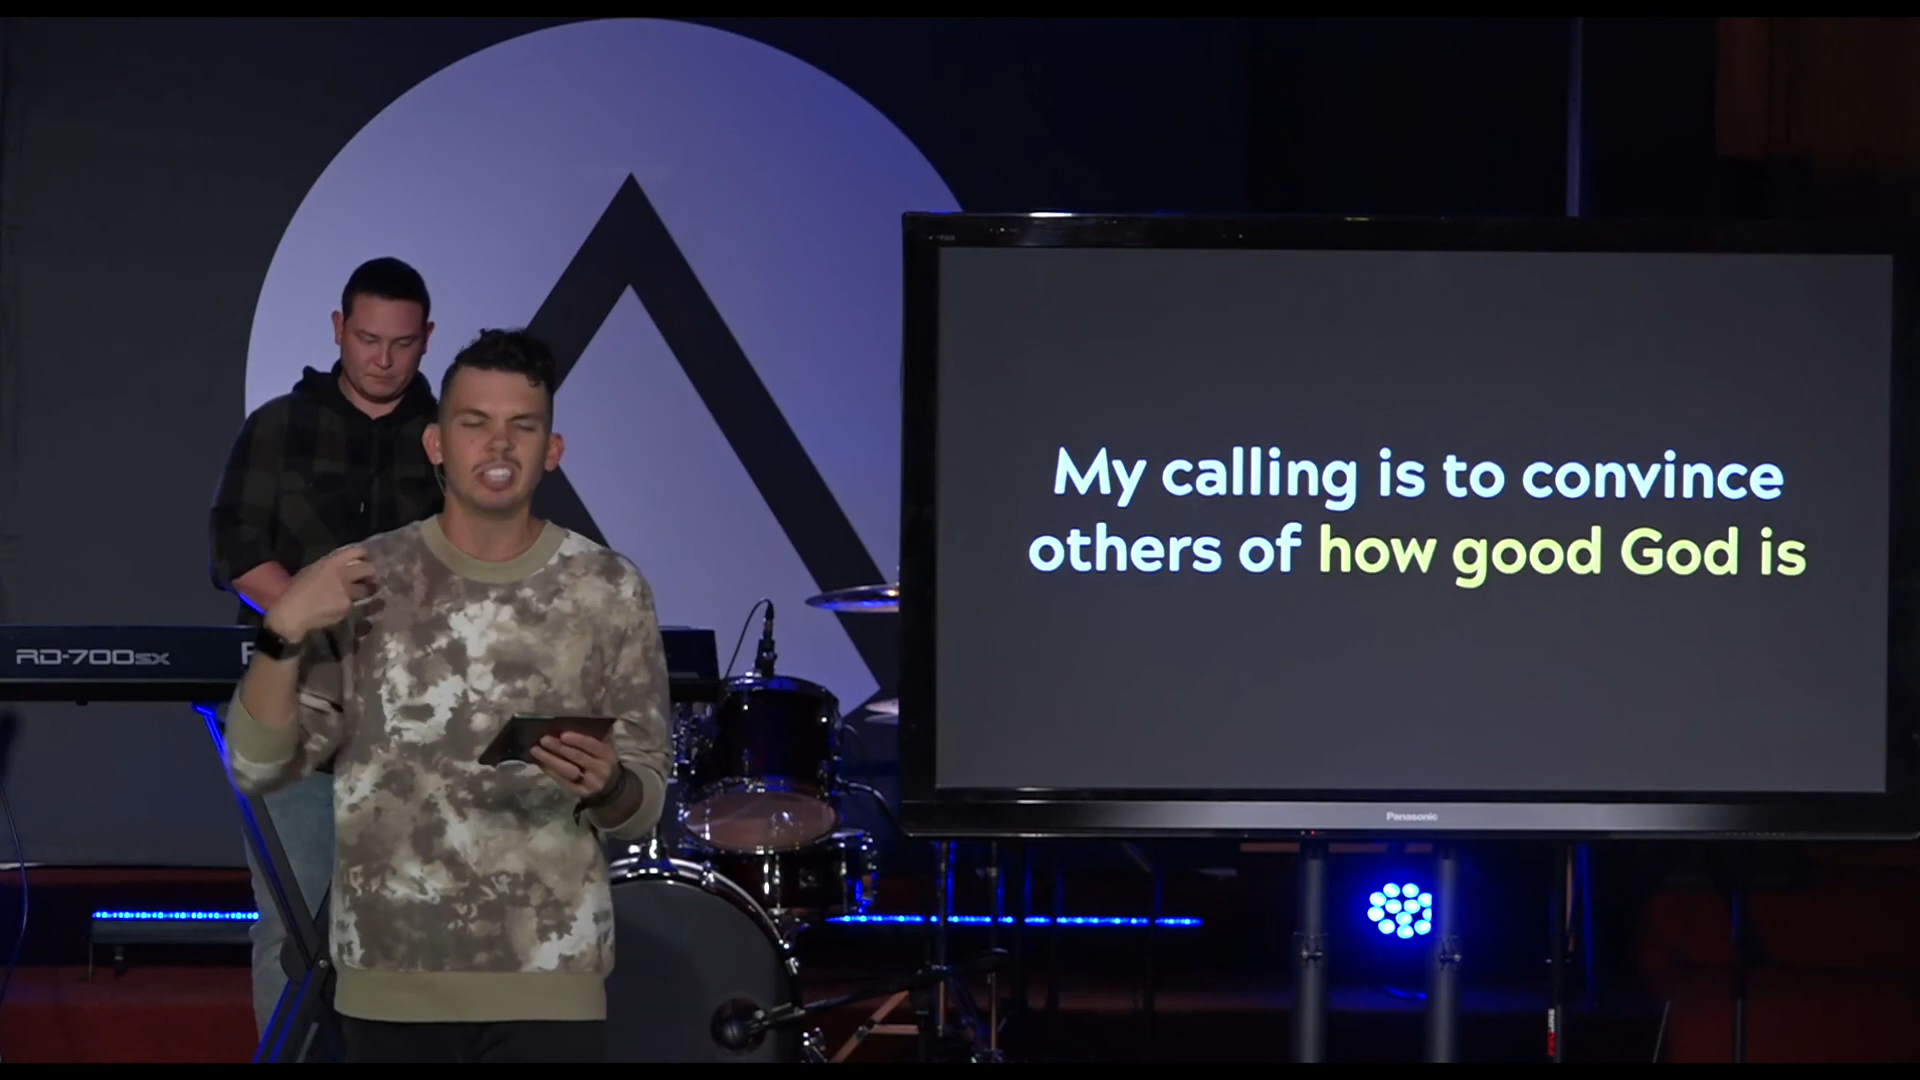 My calling is to convince
others of how good God is
RD-700SX
Panasonic